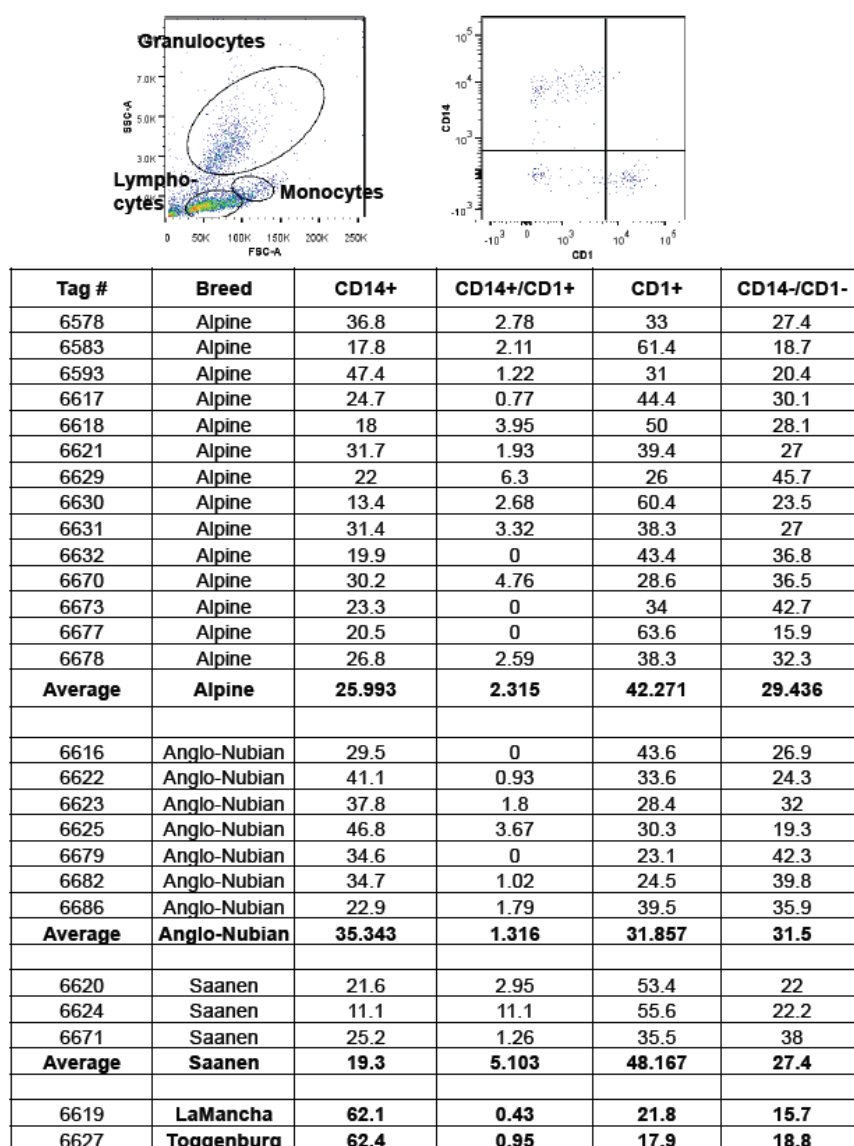 Granulocytes
7.0K
5.0K
3.0K
SSC-A
Lympho-
cytes
Monocytes
0 50K 100K 150K 200K 250K
FSC-A
10^5
10^4
10^3
-10^3
CD14
-10^3 0 10^3 10^4 10^5
CD1
Tag # Breed CD14+ CD14+/CD1+ CD1+ CD14-/CD1-
6578 Alpine 36.8 2.78 33 27.4
6583 Alpine 17.8 2.11 61.4 18.7
6593 Alpine 47.4 1.22 31 20.4
6617 Alpine 24.7 0.77 44.4 30.1
6618 Alpine 18 3.95 50 28.1
6621 Alpine 31.7 1.93 39.4 27
6629 Alpine 22 6.3 26 45.7
6630 Alpine 13.4 2.68 60.4 23.5
6631 Alpine 31.4 3.32 38.3 27
6632 Alpine 19.9 0 43.4 36.8
6670 Alpine 30.2 4.76 28.6 36.5
6673 Alpine 23.3 0 34 42.7
6677 Alpine 20.5 0 63.6 15.9
6678 Alpine 26.8 2.59 38.3 32.3
Average Alpine 25.993 2.315 42.271 29.436
6616 Anglo-Nubian 29.5 0 43.6 26.9
6622 Anglo-Nubian 41.1 0.93 33.6 24.3
6623 Anglo-Nubian 37.8 1.8 28.4 32
6625 Anglo-Nubian 46.8 3.67 30.3 19.3
6679 Anglo-Nubian 34.6 0 23.1 42.3
6682 Anglo-Nubian 34.7 1.02 24.5 39.8
6686 Anglo-Nubian 22.9 1.79 39.5 35.9
Average Anglo-Nubian 35.343 1.316 31.857 31.5
6620 Saanen 21.6 2.95 53.4 22
6624 Saanen 11.1 11.1 55.6 22.2
6671 Saanen 25.2 1.26 35.5 38
Average Saanen 19.3 5.103 48.167 27.4
6619 LaMancha 62.1 0.43 21.8 15.7
6627 Toggenburg 62.4 0.95 17.9 18.8